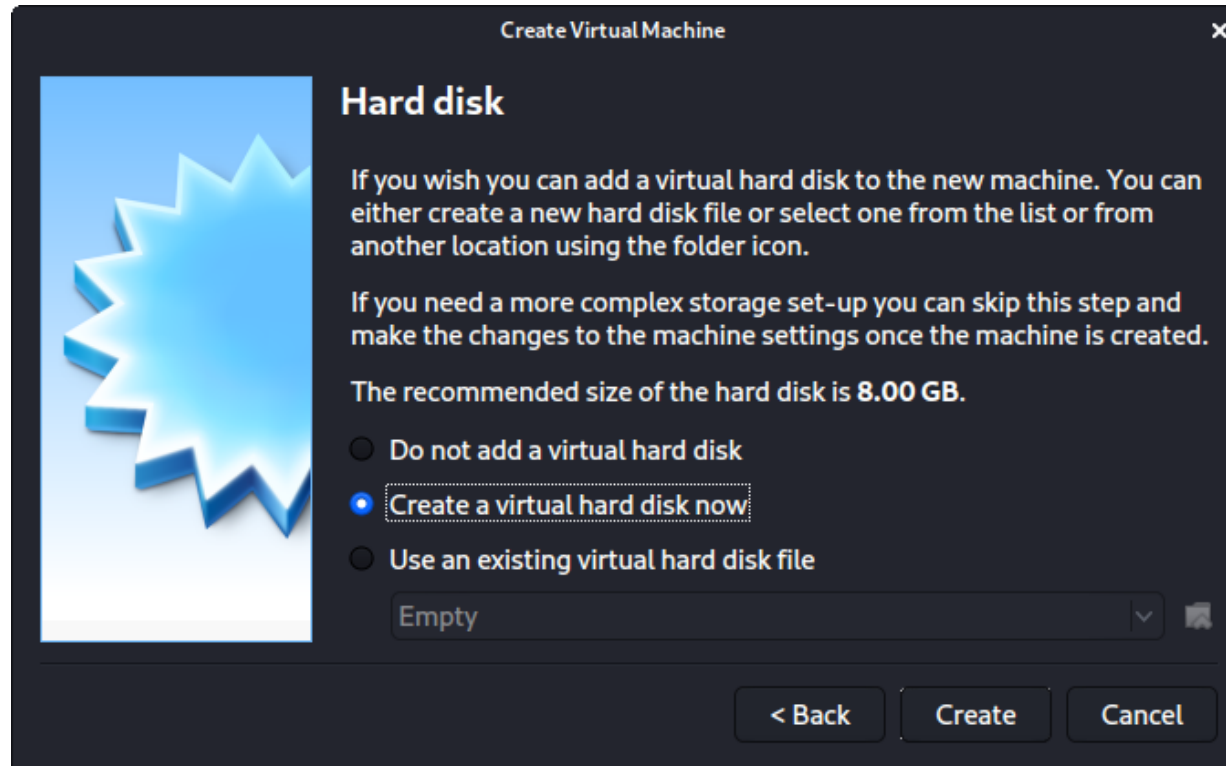 Create Virtual Machine
Hard disk
If you wish you can add a virtual hard disk to the new machine. You can
either create a new hard disk file or select one from the list or from
another location using the folder icon.
If you need a more complex storage set-up you can skip this step and
make the changes to the machine settings once the machine is created.
The recommended size of the hard disk is 8.00 GB.
Do not add a virtual hard disk
Create a virtual hard disk now
Use an existing virtual hard disk file
Empty
< Back Create Cancel